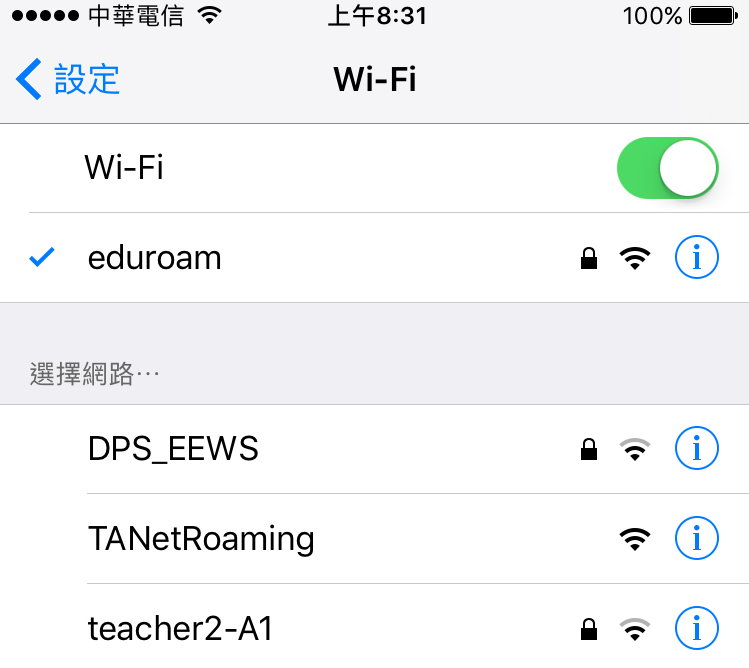 中華電信 上午8:31 100%
設定 Wi-Fi
Wi-Fi
eduroam
選擇網路⋯
DPS_EEWS
TANetRoaming
teacher2-A1